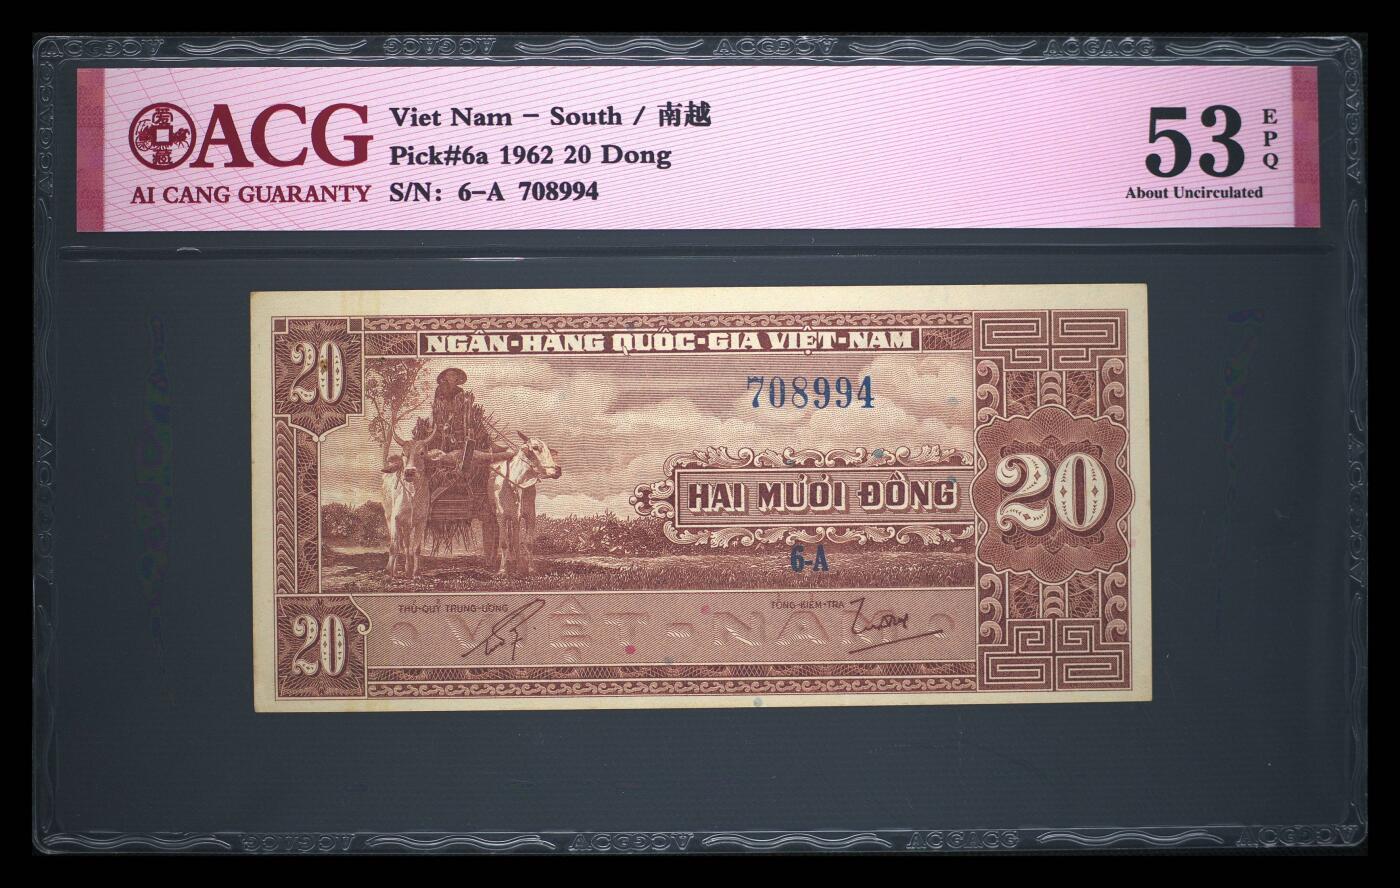 ACG
AI CANG GUARANTY
Viet Nam - South / 南越
Pick#6a 1962 20 Dong
S/N: 6-A 708994
53 EPQ
About Uncirculated
20
NGÂN-HÀNG QUỐC-GIA VIỆT-NAM
708994
HAI MƯƠI ĐỒNG
20
6-A
THỦ-QUỸ TRUNG-ƯƠNG
TỔNG-KIỂM-TRA
VIỆT-NAM
20